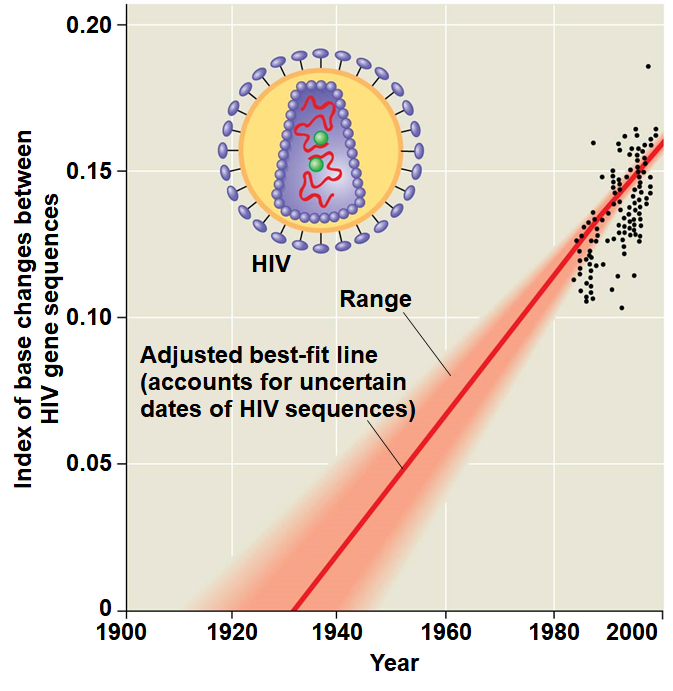 0.20
0.15
0.10
0.05
0
Index of base changes between
HIV gene sequences
HIV
Range
Adjusted best-fit line
(accounts for uncertain
dates of HIV sequences)
1900 1920 1940 1960 1980 2000
Year